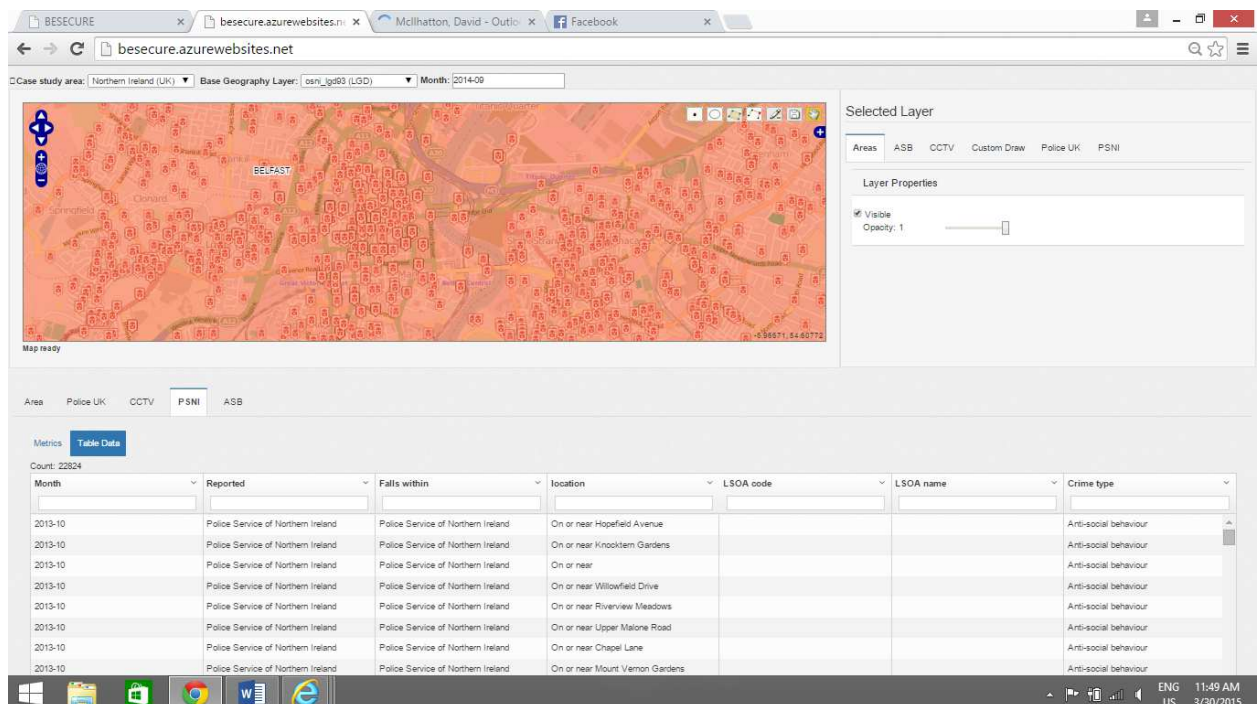 BESECURE
besecure.azurewebsites.ne
McIlhatton, David - Outlo
Facebook
besecure.azurewebsites.net
Case study area: Northern Ireland (UK) Base Geography Layer: osni_lgd93 (LGD) Month: 2014-09
BELFAST
Clonard
Springfield
Map ready
Selected Layer
Areas ASB CCTV Custom Draw Police UK PSNI
Layer Properties
Visible
Opacity: 1
Area Police UK CCTV PSNI ASB
Metrics Table Data
Count: 22824
Month Reported Falls within location LSOA code LSOA name Crime type
2013-10 Police Service of Northern Ireland Police Service of Northern Ireland On or near Hopefield Avenue Anti-social behaviour
2013-10 Police Service of Northern Ireland Police Service of Northern Ireland On or near Knocktern Gardens Anti-social behaviour
2013-10 Police Service of Northern Ireland Police Service of Northern Ireland On or near Anti-social behaviour
2013-10 Police Service of Northern Ireland Police Service of Northern Ireland On or near Willowfield Drive Anti-social behaviour
2013-10 Police Service of Northern Ireland Police Service of Northern Ireland On or near Riverview Meadows Anti-social behaviour
2013-10 Police Service of Northern Ireland Police Service of Northern Ireland On or near Upper Malone Road Anti-social behaviour
2013-10 Police Service of Northern Ireland Police Service of Northern Ireland On or near Chapel Lane Anti-social behaviour
2013-10 Police Service of Northern Ireland Police Service of Northern Ireland On or near Mount Vernon Gardens Anti-social behaviour
ENG 11:49 AM
US 3/30/2015